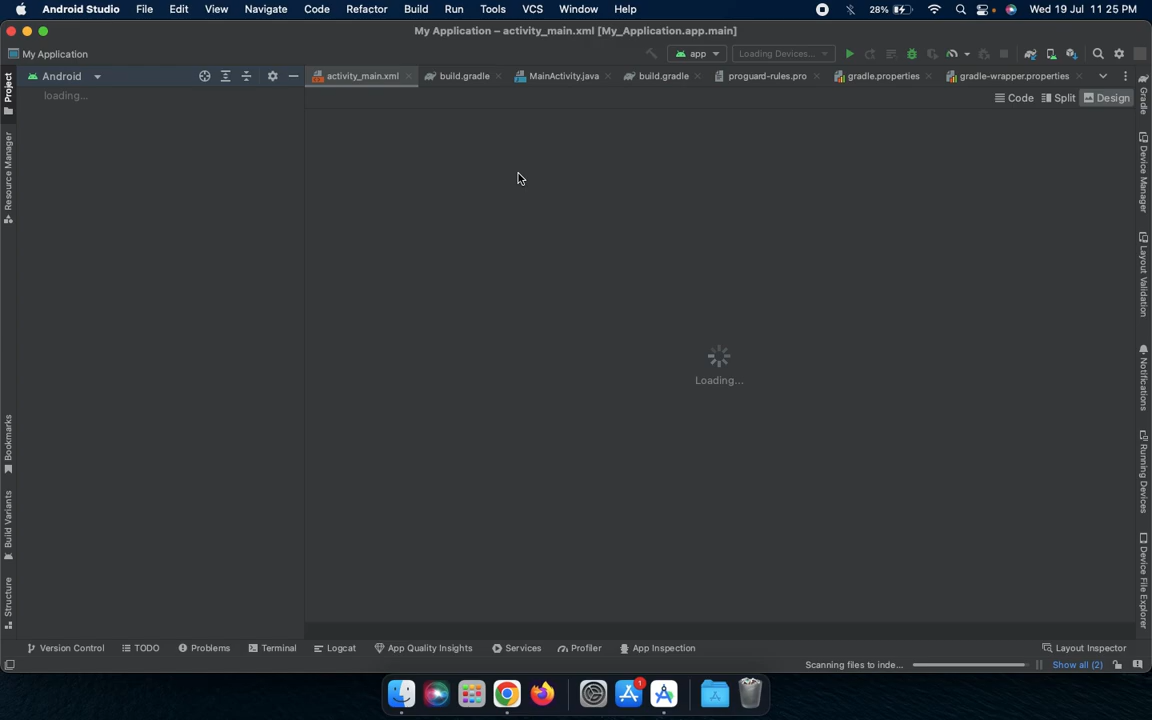 Android Studio File Edit View Navigate Code Refactor Build Run Tools VCS Window Help 28% Wed 19 Jul 11 25 PM
My Application – activity_main.xml [My_Application.app.main]
My Application app Loading Devices...
Android activity_main.xml build.gradle MainActivity.java build.gradle proguard-rules.pro gradle.properties gradle-wrapper.properties
loading...
Code Split Design
Project
Resource Manager
Bookmarks
Build Variants
Structure
Gradle
Device Manager
Layout Validation
Notifications
Running Devices
Device File Explorer
Loading...
Version Control TODO Problems Terminal Logcat App Quality Insights Services Profiler App Inspection Layout Inspector
Scanning files to inde... Show all (2)
1